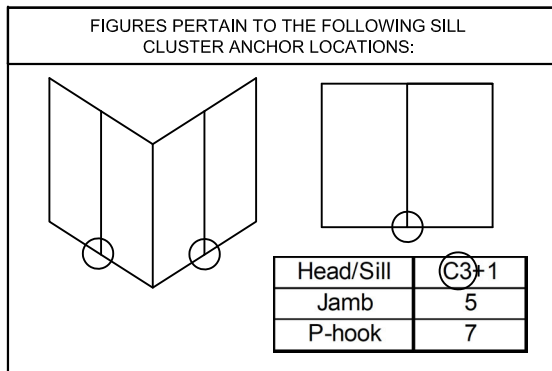 FIGURES PERTAIN TO THE FOLLOWING SILL
CLUSTER ANCHOR LOCATIONS:
Head/Sill C3+1
Jamb 5
P-hook 7